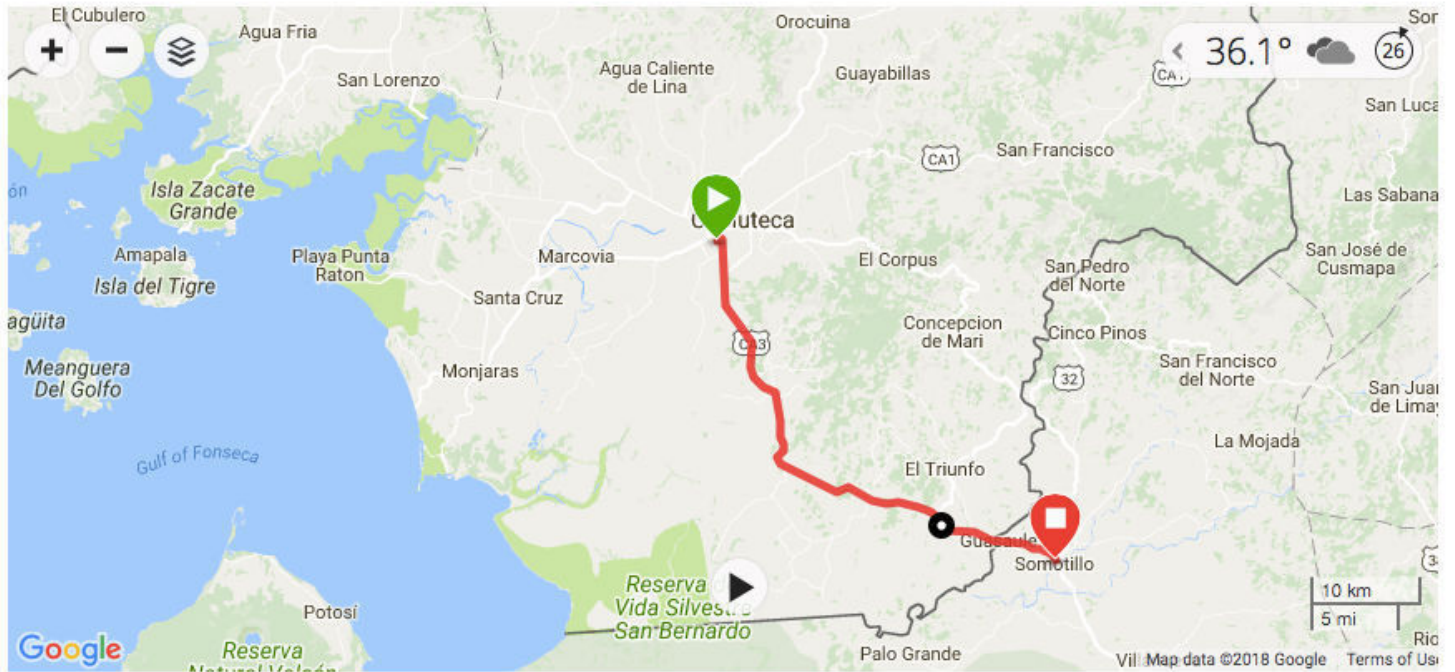 El Cubulero
Orocuina
Agua Fria
+
−
36.1°
26
CA1
San Lorenzo
Agua Caliente
de Lina
Guayabillas
San Luca
CA1
San Francisco
Isla Zacate
Grande
Las Sabana
Amapala
Isla del Tigre
Playa Punta
Raton
Marcovia
El Corpus
San Pedro
del Norte
San José de
Cusmapa
Santa Cruz
agüita
Concepcion
de Mari
Cinco Pinos
CA3
Meanguera
Del Golfo
Monjaras
32
San Francisco
del Norte
San Juan
de Limay
La Mojada
Gulf of Fonseca
El Triunfo
Guasaule
Somotillo
Reserva
Vida Silvestre
San Bernardo
10 km
5 mi
Potosí
Google
Reserva
Natural Volcán
Palo Grande
Map data ©2018 Google
Terms of Us